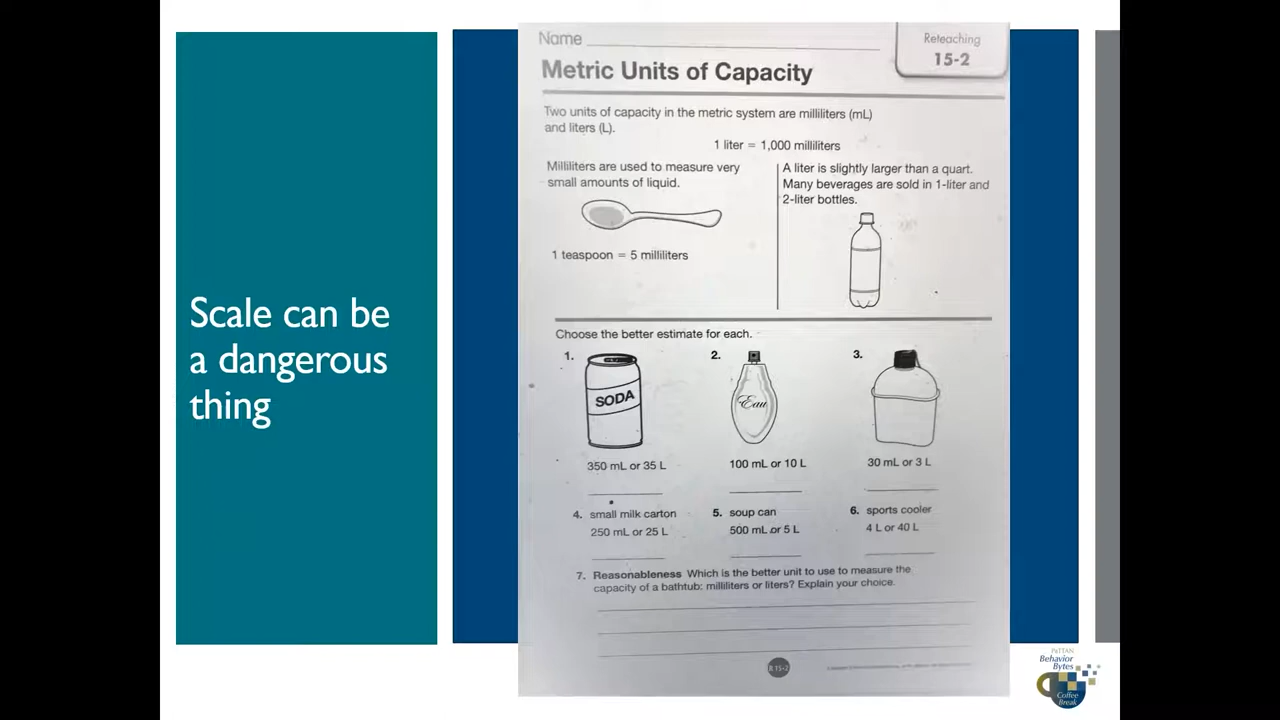 Scale can be
a dangerous
thing
Name
Reteaching
15-2
Metric Units of Capacity
Two units of capacity in the metric system are milliliters (mL)
and liters (L).
1 liter = 1,000 milliliters
Milliliters are used to measure very
small amounts of liquid.
1 teaspoon = 5 milliliters
A liter is slightly larger than a quart.
Many beverages are sold in 1-liter and
2-liter bottles.
Choose the better estimate for each.
1.
SODA
350 mL or 35 L
2.
Eau
100 mL or 10 L
3.
30 mL or 3 L
4. small milk carton
250 mL or 25 L
5. soup can
500 mL or 5 L
6. sports cooler
4 L or 40 L
7. Reasonableness Which is the better unit to use to measure the
capacity of a bathtub: milliliters or liters? Explain your choice.
R 15-2
PaTTAN
Behavior
Bytes
Coffee
Break